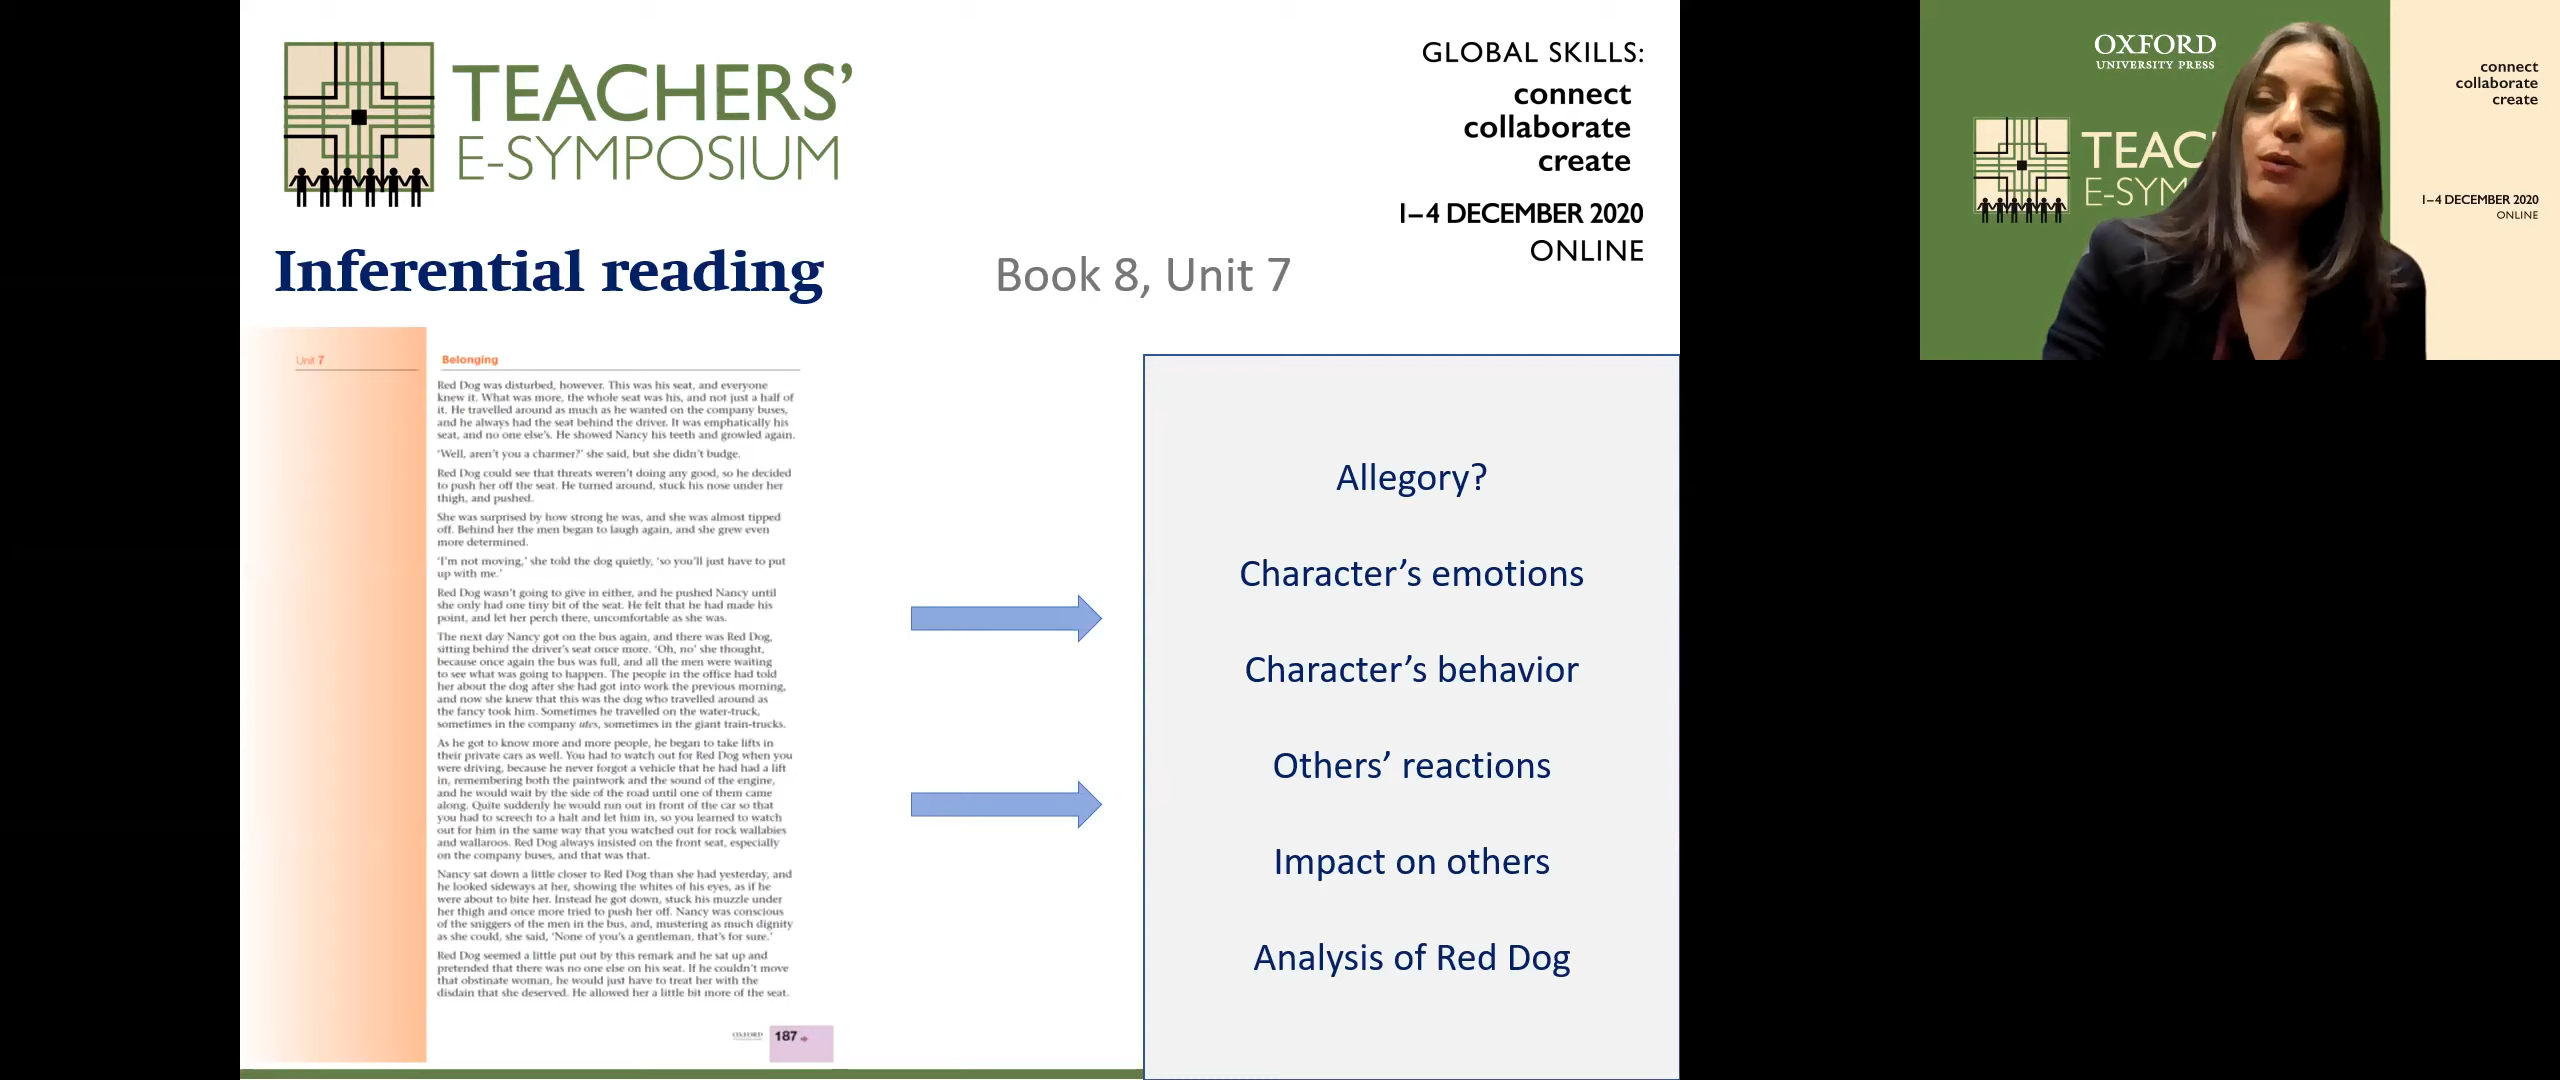 TEACHERS'
E-SYMPOSIUM
GLOBAL SKILLS:
connect
collaborate
create
1–4 DECEMBER 2020
ONLINE
Inferential reading
Book 8, Unit 7
Unit 7
Belonging
Red Dog was disturbed, however. This was his seat, and everyone
knew it. What was more, the whole seat was his, and not just a half of
it. He travelled around as much as he wanted on the company buses,
and he always had the seat behind the driver. It was emphatically his
seat, and no one else's. He showed Nancy his teeth and growled again.
'Well, aren't you a charmer?' she said, but she didn't budge.
Red Dog could see that threats weren't doing any good, so he decided
to push her off the seat. He turned around, stuck his nose under her
thigh, and pushed.
She was surprised by how strong he was, and she was almost tipped
off. Behind her the men began to laugh again, and she grew even
more determined.
'I'm not moving,' she told the dog quietly, 'so you'll just have to put
up with me.'
Red Dog wasn't going to give in either, and he pushed Nancy until
she only had one tiny bit of the seat. He felt that he had made his
point, and let her perch there, uncomfortable as she was.
The next day Nancy got on the bus again, and there was Red Dog,
sitting behind the driver's seat once more. 'Oh, no' she thought,
because once again the bus was full, and all the men were waiting
to see what was going to happen. The people in the office had told
her about the dog after she had got into work the previous morning,
and now she knew that this was the dog who travelled around as
the fancy took him. Sometimes he travelled on the water-truck,
sometimes in the company utes, sometimes in the giant train-trucks.
As he got to know more and more people, he began to take lifts in
their private cars as well. You had to watch out for Red Dog when you
were driving, because he never forgot a vehicle that he had had a lift
in, remembering both the paintwork and the sound of the engine,
and he would wait by the side of the road until one of them came
along. Quite suddenly he would run out in front of the car so that
you had to screech to a halt and let him in, so you learned to watch
out for him in the same way that you watched out for rock wallabies
and wallaroos. Red Dog always insisted on the front seat, especially
on the company buses, and that was that.
Nancy sat down a little closer to Red Dog than she had yesterday, and
he looked sideways at her, showing the whites of his eyes, as if he
were about to bite her. Instead he got down, stuck his muzzle under
her thigh and once more tried to push her off. Nancy was conscious
of the sniggers of the men in the bus, and, mustering as much dignity
as she could, she said, 'None of you's a gentleman, that's for sure.'
Red Dog seemed a little put out by this remark and he sat up and
pretended that there was no one else on his seat. If he couldn't move
that obstinate woman, he would just have to treat her with the
disdain that she deserved. He allowed her a little bit more of the seat.
OXFORD
187
Allegory?
Character's emotions
Character's behavior
Others' reactions
Impact on others
Analysis of Red Dog
OXFORD
UNIVERSITY PRESS
TEAC
E-SYM
connect
collaborate
create
1–4 DECEMBER 2020
ONLINE